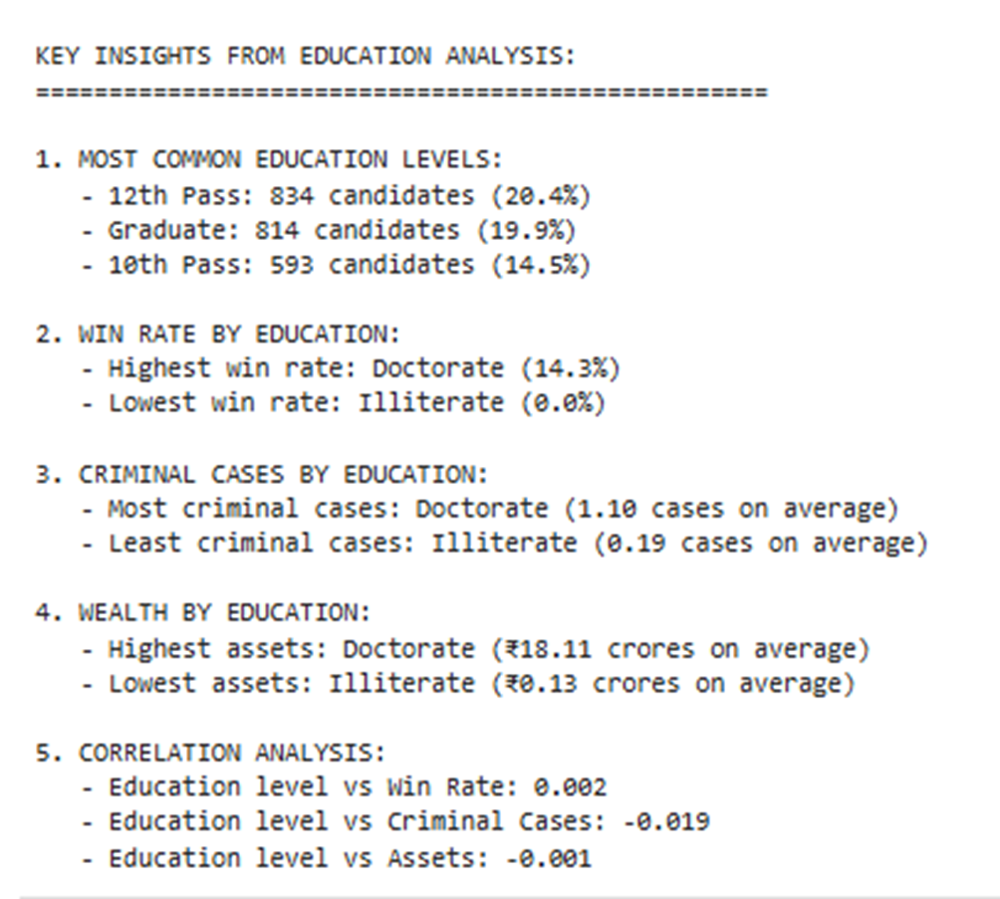 KEY INSIGHTS FROM EDUCATION ANALYSIS:
==================================================
1. MOST COMMON EDUCATION LEVELS:
- 12th Pass: 834 candidates (20.4%)
- Graduate: 814 candidates (19.9%)
- 10th Pass: 593 candidates (14.5%)
2. WIN RATE BY EDUCATION:
- Highest win rate: Doctorate (14.3%)
- Lowest win rate: Illiterate (0.0%)
3. CRIMINAL CASES BY EDUCATION:
- Most criminal cases: Doctorate (1.10 cases on average)
- Least criminal cases: Illiterate (0.19 cases on average)
4. WEALTH BY EDUCATION:
- Highest assets: Doctorate (₹18.11 crores on average)
- Lowest assets: Illiterate (₹0.13 crores on average)
5. CORRELATION ANALYSIS:
- Education level vs Win Rate: 0.002
- Education level vs Criminal Cases: -0.019
- Education level vs Assets: -0.001